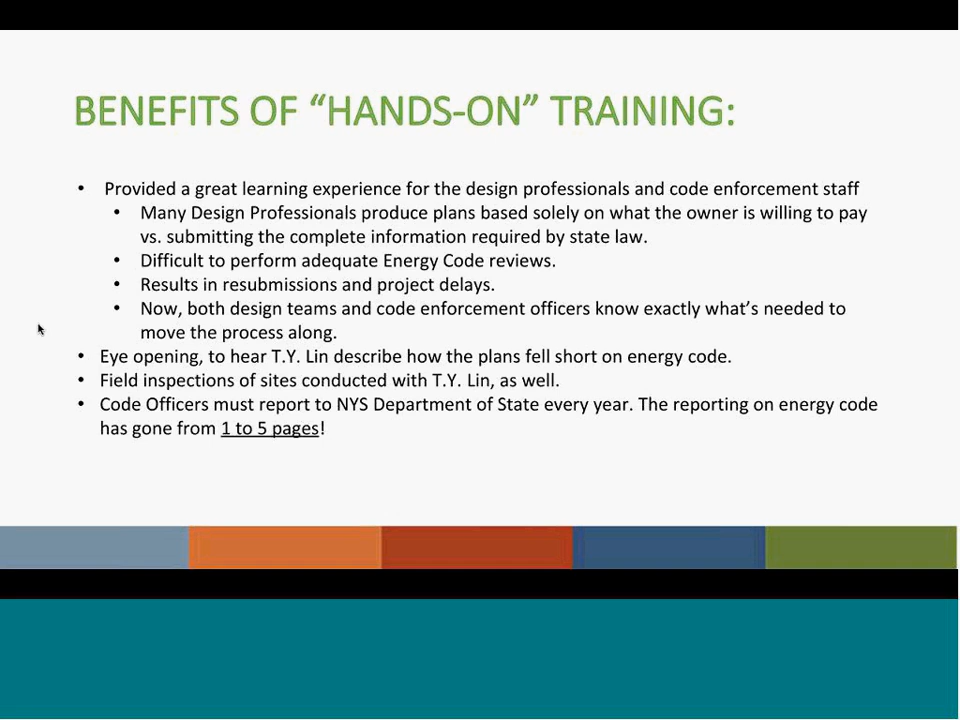 BENEFITS OF “HANDS-ON” TRAINING:
• Provided a great learning experience for the design professionals and code enforcement staff
• Many Design Professionals produce plans based solely on what the owner is willing to pay
vs. submitting the complete information required by state law.
• Difficult to perform adequate Energy Code reviews.
• Results in resubmissions and project delays.
• Now, both design teams and code enforcement officers know exactly what’s needed to
move the process along.
• Eye opening, to hear T.Y. Lin describe how the plans fell short on energy code.
• Field inspections of sites conducted with T.Y. Lin, as well.
• Code Officers must report to NYS Department of State every year. The reporting on energy code
has gone from 1 to 5 pages!